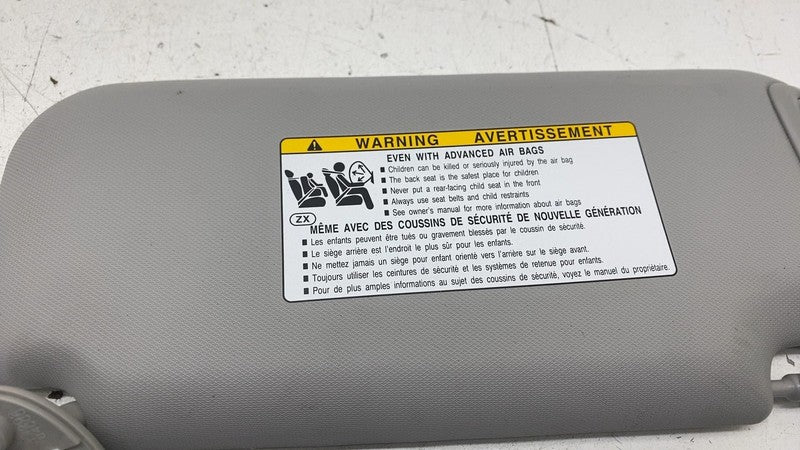 WARNING AVERTISSEMENT
EVEN WITH ADVANCED AIR BAGS
■ Children can be killed or seriously injured by the air bag
■ The back seat is the safest place for children
■ Never put a rear-facing child seat in the front
■ Always use seat belts and child restraints
■ See owner's manual for more information about air bags
ZX
MÊME AVEC DES COUSSINS DE SÉCURITÉ DE NOUVELLE GÉNÉRATION
■ Les enfants peuvent être tués ou gravement blessés par le coussin de sécurité.
■ Le siège arrière est l'endroit le plus sûr pour les enfants.
■ Ne mettez jamais un siège pour enfant orienté vers l'arrière sur le siège avant.
■ Toujours utiliser les ceintures de sécurité et les systèmes de retenue pour enfants.
■ Pour de plus amples informations au sujet des coussins de sécurité, voyez le manuel du propriétaire.